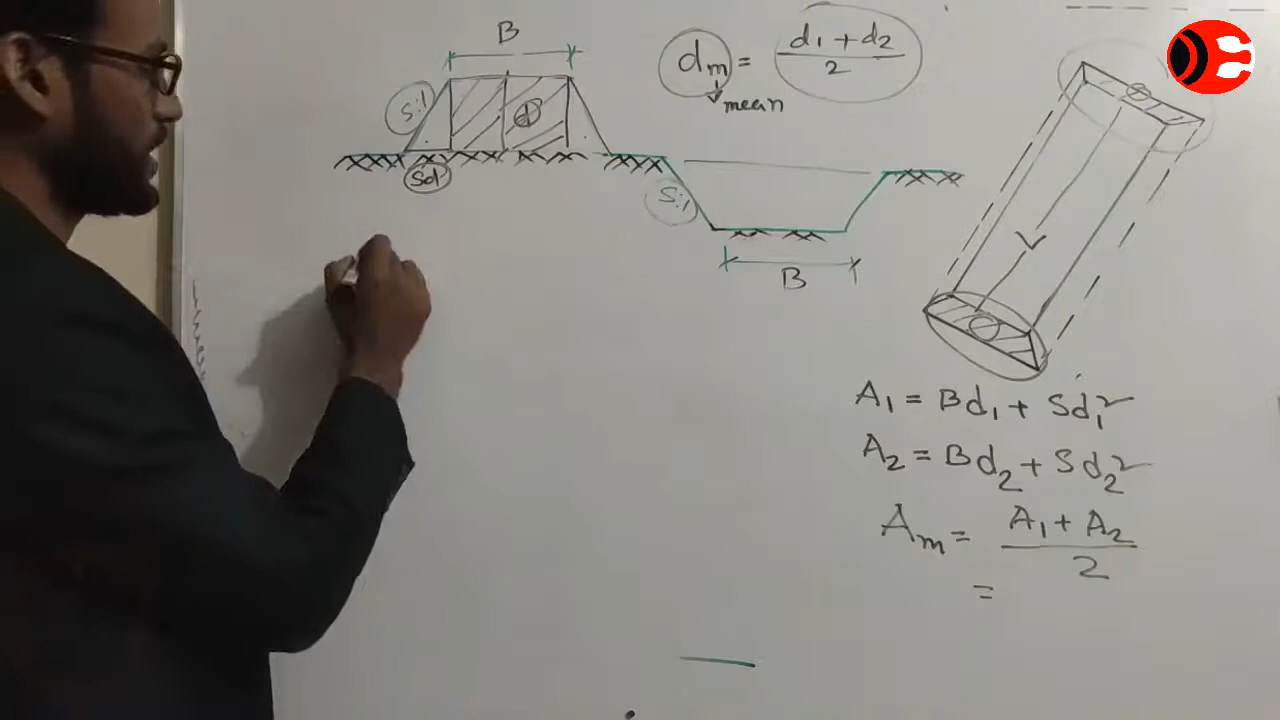 B
dm = d1 + d2 / 2
mean
S:1
d
Sd
S:1
B
A1 = Bd1 + Sd1²
A2 = Bd2 + Sd2²
Am = A1 + A2 / 2
=